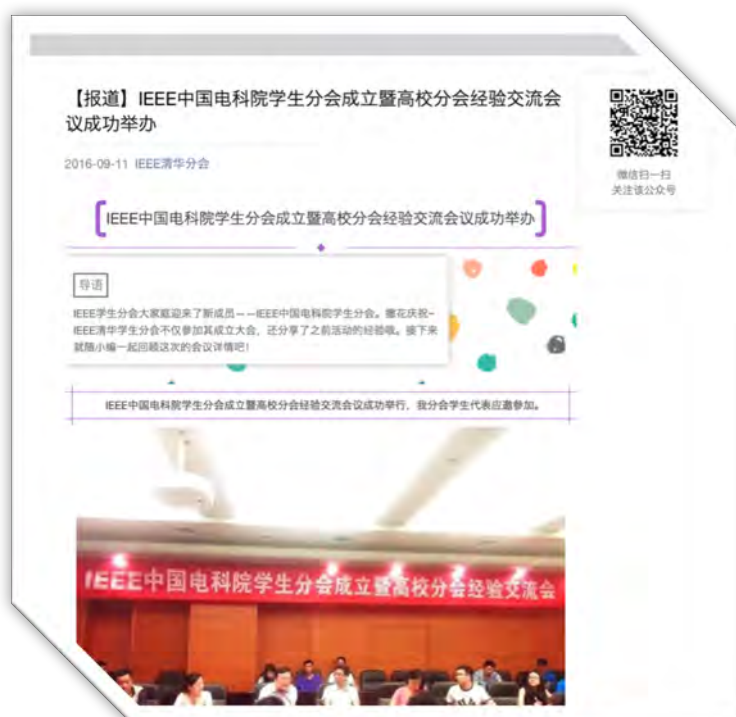 【报道】IEEE中国电科院学生分会成立暨高校分会经验交流会
议成功举办
2016-09-11 IEEE清华分会
微信扫一扫
关注该公众号
IEEE中国电科院学生分会成立暨高校分会经验交流会议成功举办
导语
IEEE学生分会大家庭迎来了新成员——IEEE中国电科院学生分会。撒花庆祝~
IEEE清华学生分会不仅参加其成立大会，还分享了之前活动的经验哦。接下来
就随小编一起回顾这次的会议详情吧！
IEEE中国电科院学生分会成立暨高校分会经验交流会议成功举行，我分会学生代表应邀参加。
IEEE中国电科院学生分会成立暨高校分会经验交流会